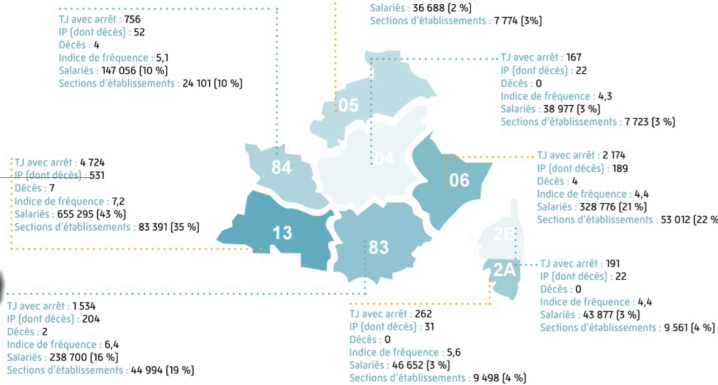 Salariés : 36 688 (2 %)
Sections d'établissements : 7 774 (3%)
TJ avec arrêt : 756
IP (dont décès) : 52
Décès : 4
Indice de fréquence : 5,1
Salariés : 147 056 (10 %)
Sections d'établissements : 24 101 (10 %)
TJ avec arrêt : 167
IP (dont décès) : 22
Décès : 0
Indice de fréquence : 4,3
Salariés : 38 977 (3 %)
Sections d'établissements : 7 723 (3 %)
05
84
04
06
13
83
2B
2A
TJ avec arrêt : 4 724
IP (dont décès) : 531
Décès : 7
Indice de fréquence : 7,2
Salariés : 655 295 (43 %)
Sections d'établissements : 83 391 (35 %)
TJ avec arrêt : 2 174
IP (dont décès) : 189
Décès : 4
Indice de fréquence : 4,4
Salariés : 328 776 (21 %)
Sections d'établissements : 53 012 (22 %
TJ avec arrêt : 191
IP (dont décès) : 22
Décès : 0
Indice de fréquence : 4,4
Salariés : 43 877 (3 %)
Sections d'établissements : 9 561 (4 %)
TJ avec arrêt : 1 534
IP (dont décès) : 204
Décès : 2
Indice de fréquence : 6,4
Salariés : 238 700 (16 %)
Sections d'établissements : 44 994 (19 %)
TJ avec arrêt : 262
IP (dont décès) : 31
Décès : 0
Indice de fréquence : 5,6
Salariés : 46 652 (3 %)
Sections d'établissements : 9 498 (4 %)